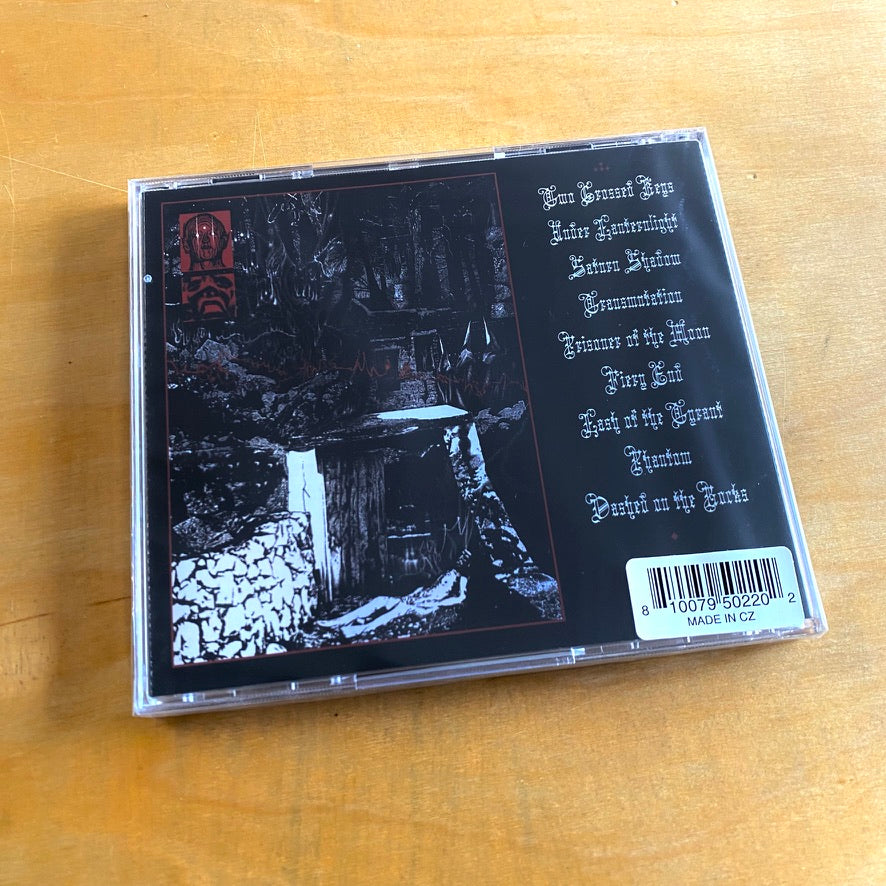 Two Crossed Keys
Under Lanternlight
Saturn Shadow
Transmutation
Prisoner of the Moon
Fiery End
Lash of the Tyrant
Phantom
Dashed on the Rocks
8 10079 50220 2
MADE IN CZ